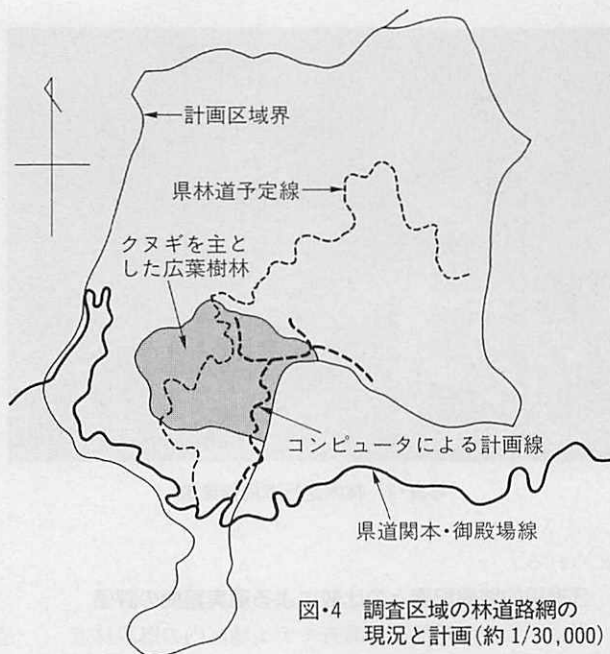 計画区域界
県林道予定線
クヌギを主と
した広葉樹林
コンピュータによる計画線
県道関本・御殿場線
図・4 調査区域の林道路網の
現況と計画(約1/30,000)